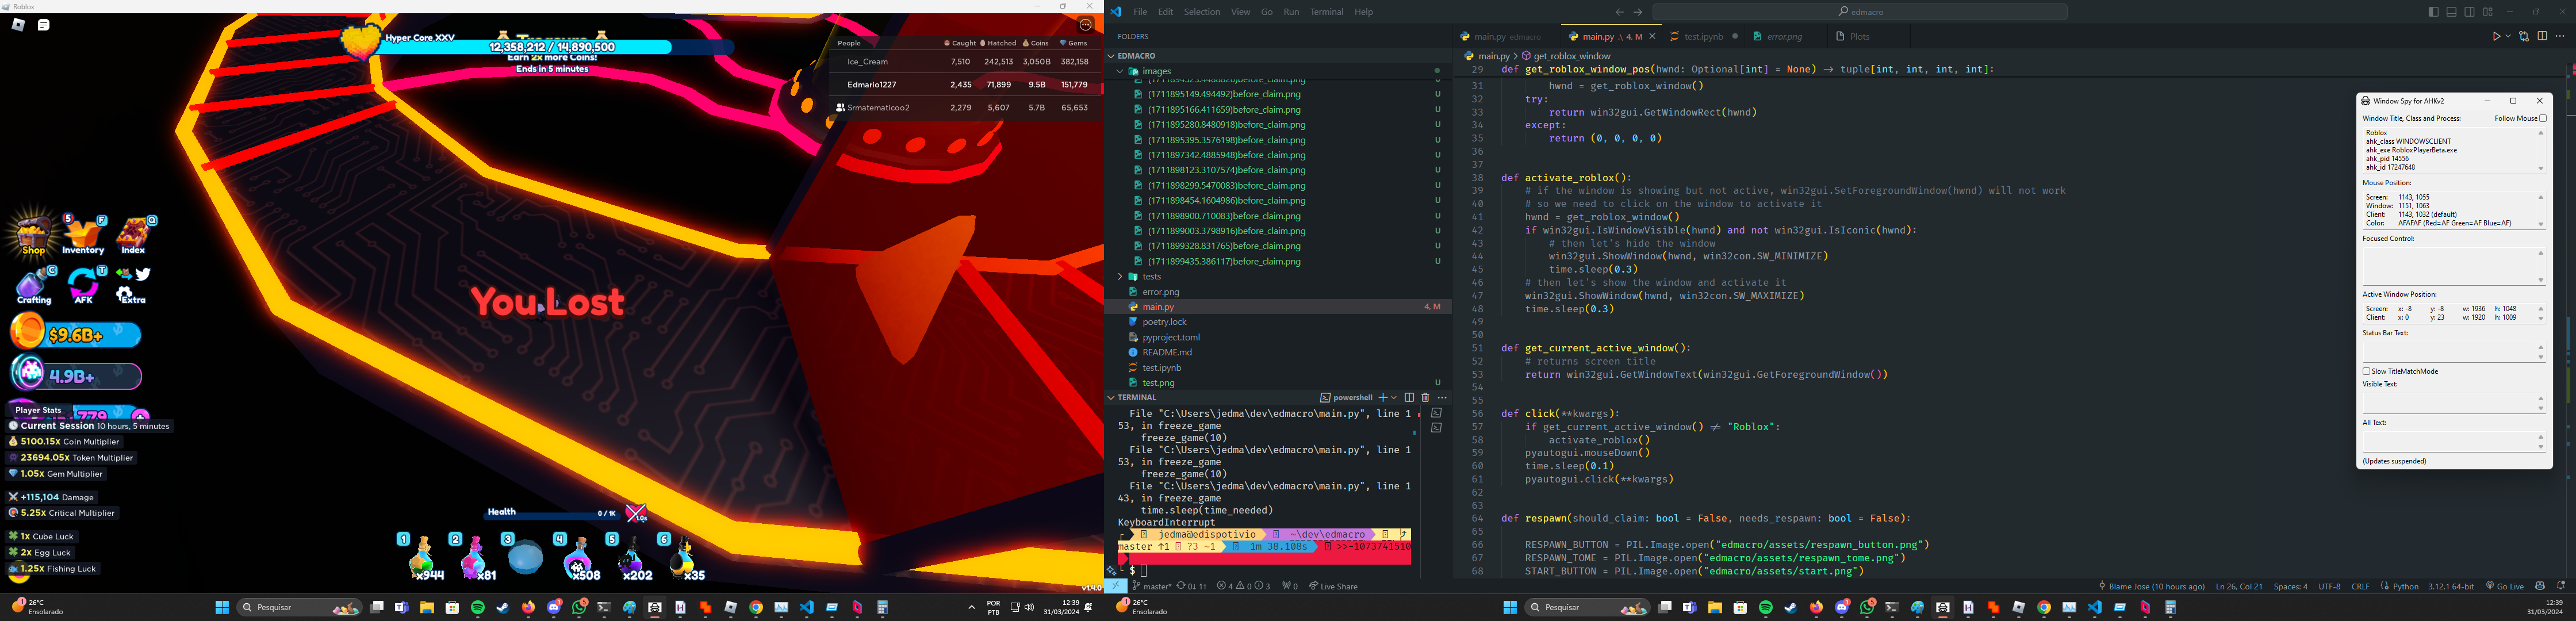 Roblox
Hyper Core XXV
Treasure
12,358,212 / 14,890,500
Earn 2x more Coins!
Ends in 5 minutes
People Caught Hatched Coins Gems
Ice_Cream 7,510 242,513 3,050B 382,158
Edmario1227 2,435 71,899 9.5B 151,779
Srmatematicoo2 2,279 5,607 5.7B 65,653
5 F Q
Shop Inventory Index
C T
Crafting AFK Extra
$9.6B+
4.9B+
Player Stats
Current Session 10 hours, 5 minutes
5100.15x Coin Multiplier
23694.05x Token Multiplier
1.05x Gem Multiplier
+115,104 Damage
5.25x Critical Multiplier
1x Cube Luck
2x Egg Luck
1.25x Fishing Luck
You Lost
Health 0 / 1K 1.0s
1 2 3 4 5 6
x944 x81 x508 x202 x35
v1.4.0
File Edit Selection View Go Run Terminal Help
edmacro
FOLDERS
EDMACRO
images
(1711894523.4488626)before_claim.png
(1711895149.494492)before_claim.png U
(1711895166.411659)before_claim.png U
(1711895280.8480918)before_claim.png U
(1711895395.3576198)before_claim.png U
(1711897342.4885948)before_claim.png U
(1711898123.3107574)before_claim.png U
(1711898299.5470083)before_claim.png U
(1711898454.1604986)before_claim.png U
(1711898900.710083)before_claim.png U
(1711899003.3798916)before_claim.png U
(1711899328.831765)before_claim.png U
(1711899435.386117)before_claim.png U
tests
error.png
main.py 4, M
poetry.lock
pyproject.toml
README.md
test.ipynb
test.png U
TERMINAL powershell
File "C:\Users\jedma\dev\edmacro\main.py", line 1
53, in freeze_game
freeze_game(10)
File "C:\Users\jedma\dev\edmacro\main.py", line 1
53, in freeze_game
freeze_game(10)
File "C:\Users\jedma\dev\edmacro\main.py", line 1
43, in freeze_game
time.sleep(time_needed)
KeyboardInterrupt
jedma@edispotivio ~\dev\edmacro
master ↑1 ?3 ~1 1m 38.108s >>-1073741510
$
main.py edmacro main.py .\ 4, M test.ipynb error.png Plots
main.py > get_roblox_window
29 def get_roblox_window_pos(hwnd: Optional[int] = None) -> tuple[int, int, int, int]:
31 hwnd = get_roblox_window()
32 try:
33 return win32gui.GetWindowRect(hwnd)
34 except:
35 return (0, 0, 0, 0)
36
37
38 def activate_roblox():
39 # if the window is showing but not active, win32gui.SetForegroundWindow(hwnd) will not work
40 # so we need to click on the window to activate it
41 hwnd = get_roblox_window()
42 if win32gui.IsWindowVisible(hwnd) and not win32gui.IsIconic(hwnd):
43 # then let's hide the window
44 win32gui.ShowWindow(hwnd, win32con.SW_MINIMIZE)
45 time.sleep(0.3)
46 # then let's show the window and activate it
47 win32gui.ShowWindow(hwnd, win32con.SW_MAXIMIZE)
48 time.sleep(0.3)
49
50
51 def get_current_active_window():
52 # returns screen title
53 return win32gui.GetWindowText(win32gui.GetForegroundWindow())
54
55
56 def click(**kwargs):
57 if get_current_active_window() != "Roblox":
58 activate_roblox()
59 pyautogui.mouseDown()
60 time.sleep(0.1)
61 pyautogui.click(**kwargs)
62
63
64 def respawn(should_claim: bool = False, needs_respawn: bool = False):
65
66 RESPAWN_BUTTON = PIL.Image.open("edmacro/assets/respawn_button.png")
67 RESPAWN_TOME = PIL.Image.open("edmacro/assets/respawn_tome.png")
68 START_BUTTON = PIL.Image.open("edmacro/assets/start.png")
Window Spy for AHKv2
Window Title, Class and Process: Follow Mouse
Roblox
ahk_class WINDOWSCLIENT
ahk_exe RobloxPlayerBeta.exe
ahk_pid 14556
ahk_id 17247648
Mouse Position:
Screen: 1143, 1055
Window: 1151, 1063
Client: 1143, 1032 (default)
Color: AFAFAF (Red=AF Green=AF Blue=AF)
Focused Control:
Active Window Position:
Screen: x: -8 y: -8 w: 1936 h: 1048
Client: x: 0 y: 23 w: 1920 h: 1009
Status Bar Text:
Slow TitleMatchMode
Visible Text:
All Text:
(Updates suspended)
master* 0↓ 1↑ 4 0 3 0 Live Share
Blame Jose (10 hours ago) Ln 26, Col 21 Spaces: 4 UTF-8 CRLF Python 3.12.1 64-bit Go Live
26°C
Ensolarado
Pesquisar
POR
PTB
12:39
31/03/2024
26°C
Ensolarado
Pesquisar
12:39
31/03/2024